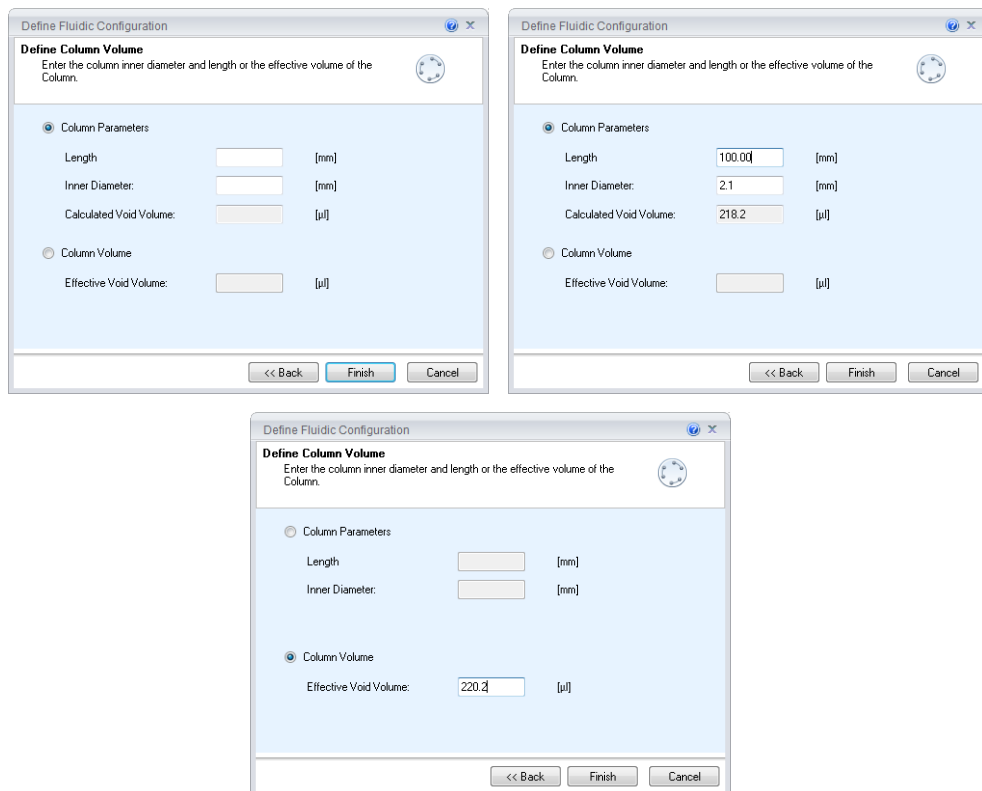 Define Fluidic Configuration
Define Column Volume
Enter the column inner diameter and length or the effective volume of the
Column.
Column Parameters
Length [mm]
Inner Diameter: [mm]
Calculated Void Volume: [µl]
Column Volume
Effective Void Volume: [µl]
<< Back Finish Cancel
Define Fluidic Configuration
Define Column Volume
Enter the column inner diameter and length or the effective volume of the
Column.
Column Parameters
Length 100.00 [mm]
Inner Diameter: 2.1 [mm]
Calculated Void Volume: 218.2 [µl]
Column Volume
Effective Void Volume: [µl]
<< Back Finish Cancel
Define Fluidic Configuration
Define Column Volume
Enter the column inner diameter and length or the effective volume of the
Column.
Column Parameters
Length [mm]
Inner Diameter: [mm]
Column Volume
Effective Void Volume: 220.2 [µl]
<< Back Finish Cancel